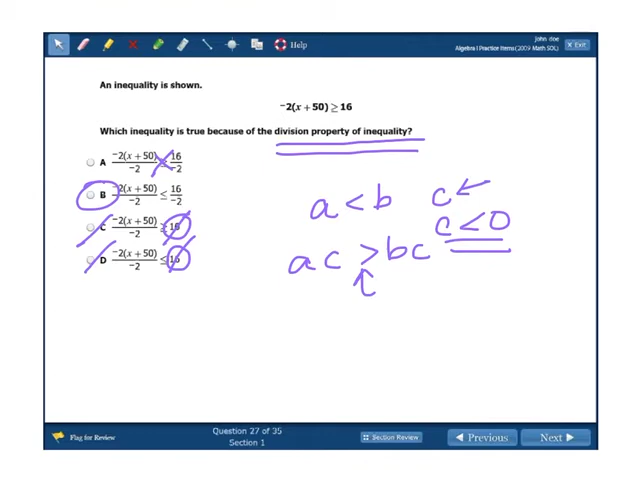 john doe
Algebra I Practice Items (2009 Math SOL)
Help
Exit
An inequality is shown.
⁻2(x + 50) ≥ 16
Which inequality is true because of the division property of inequality?
A ⁻2(x + 50)/⁻2 16/⁻2
B ⁻2(x + 50)/⁻2 ≤ 16/⁻2
C ⁻2(x + 50)/⁻2 ≥ 16
D ⁻2(x + 50)/⁻2 ≤ 16
a < b c
c < 0
ac > bc
Flag for Review
Question 27 of 35
Section 1
Section Review
Previous
Next